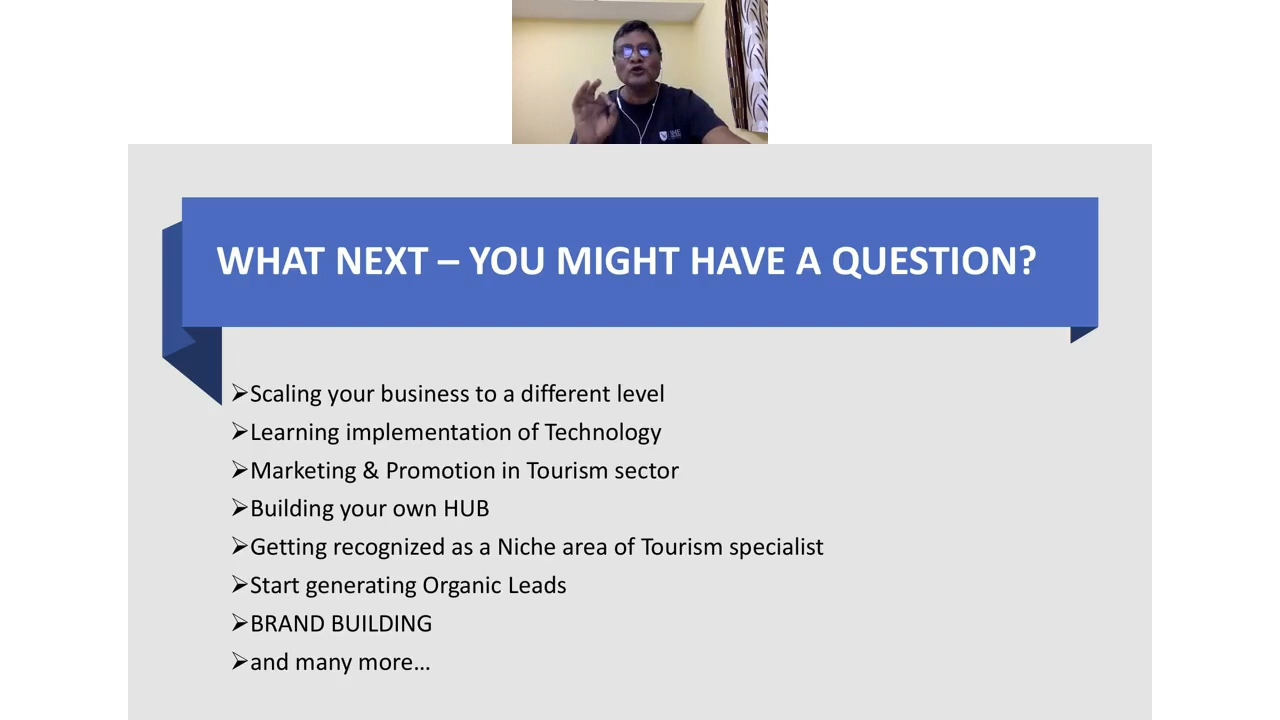 IHE
WHAT NEXT – YOU MIGHT HAVE A QUESTION?
➢Scaling your business to a different level
➢Learning implementation of Technology
➢Marketing & Promotion in Tourism sector
➢Building your own HUB
➢Getting recognized as a Niche area of Tourism specialist
➢Start generating Organic Leads
➢BRAND BUILDING
➢and many more…